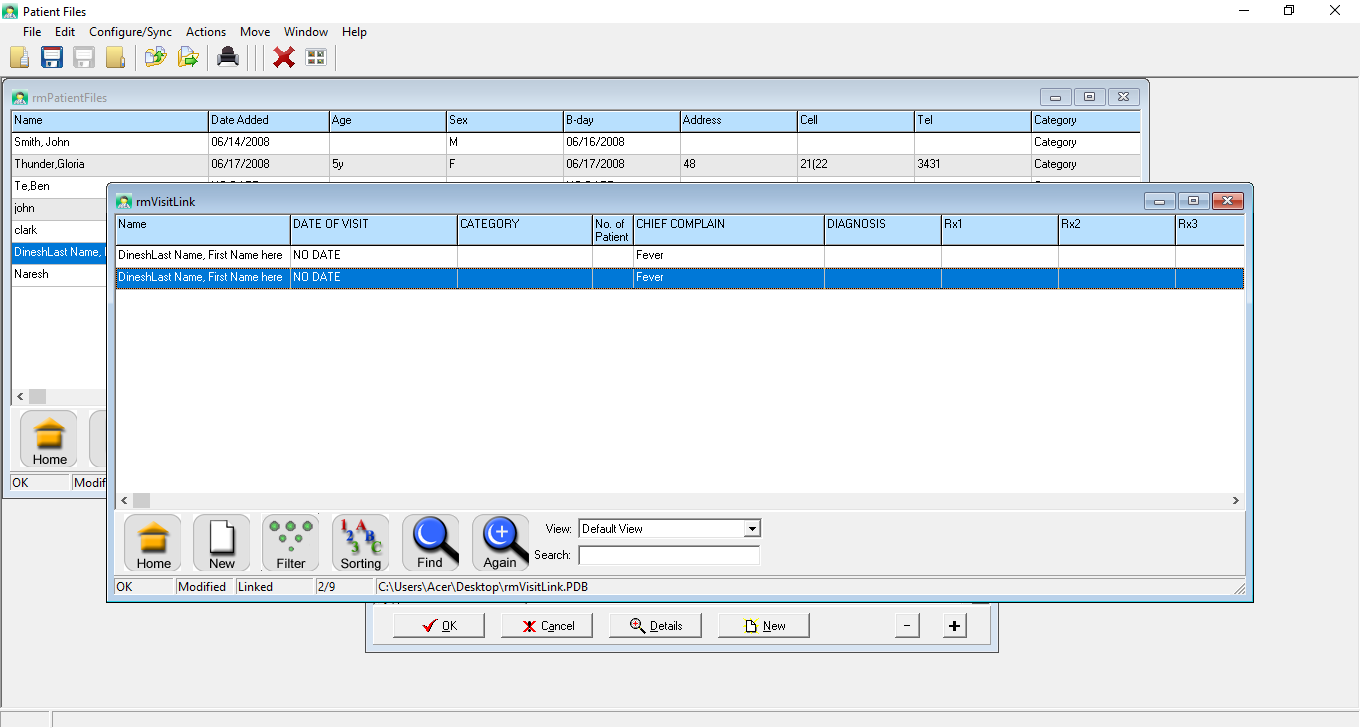 Patient Files
File Edit Configure/Sync Actions Move Window Help
rmPatientFiles
Name Date Added Age Sex B-day Address Cell Tel Category
Smith, John 06/14/2008 M 06/16/2008 Category
Thunder,Gloria 06/17/2008 5y F 06/17/2008 48 21(22 3431 Category
Te,Ben
john
clark
DineshLast Name,
Naresh
Home
OK Modif
rmVisitLink
Name DATE OF VISIT CATEGORY No. of Patient CHIEF COMPLAIN DIAGNOSIS Rx1 Rx2 Rx3
DineshLast Name, First Name here NO DATE Fever
DineshLast Name, First Name here NO DATE Fever
Home New Filter Sorting Find Again
View: Default View
Search:
OK Modified Linked 2/9 C:\Users\Acer\Desktop\rmVisitLink.PDB
OK Cancel Details New - +